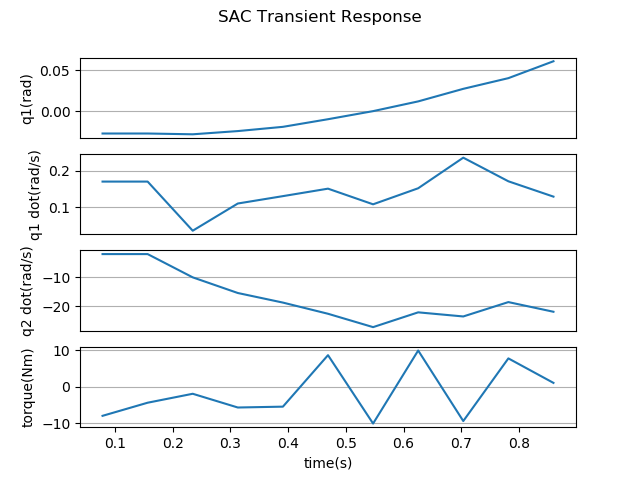 SAC Transient Response
0.05
0.00
q1(rad)
0.2
0.1
q1 dot(rad/s)
−10
−20
q2 dot(rad/s)
10
0
−10
torque(Nm)
0.1 0.2 0.3 0.4 0.5 0.6 0.7 0.8
time(s)